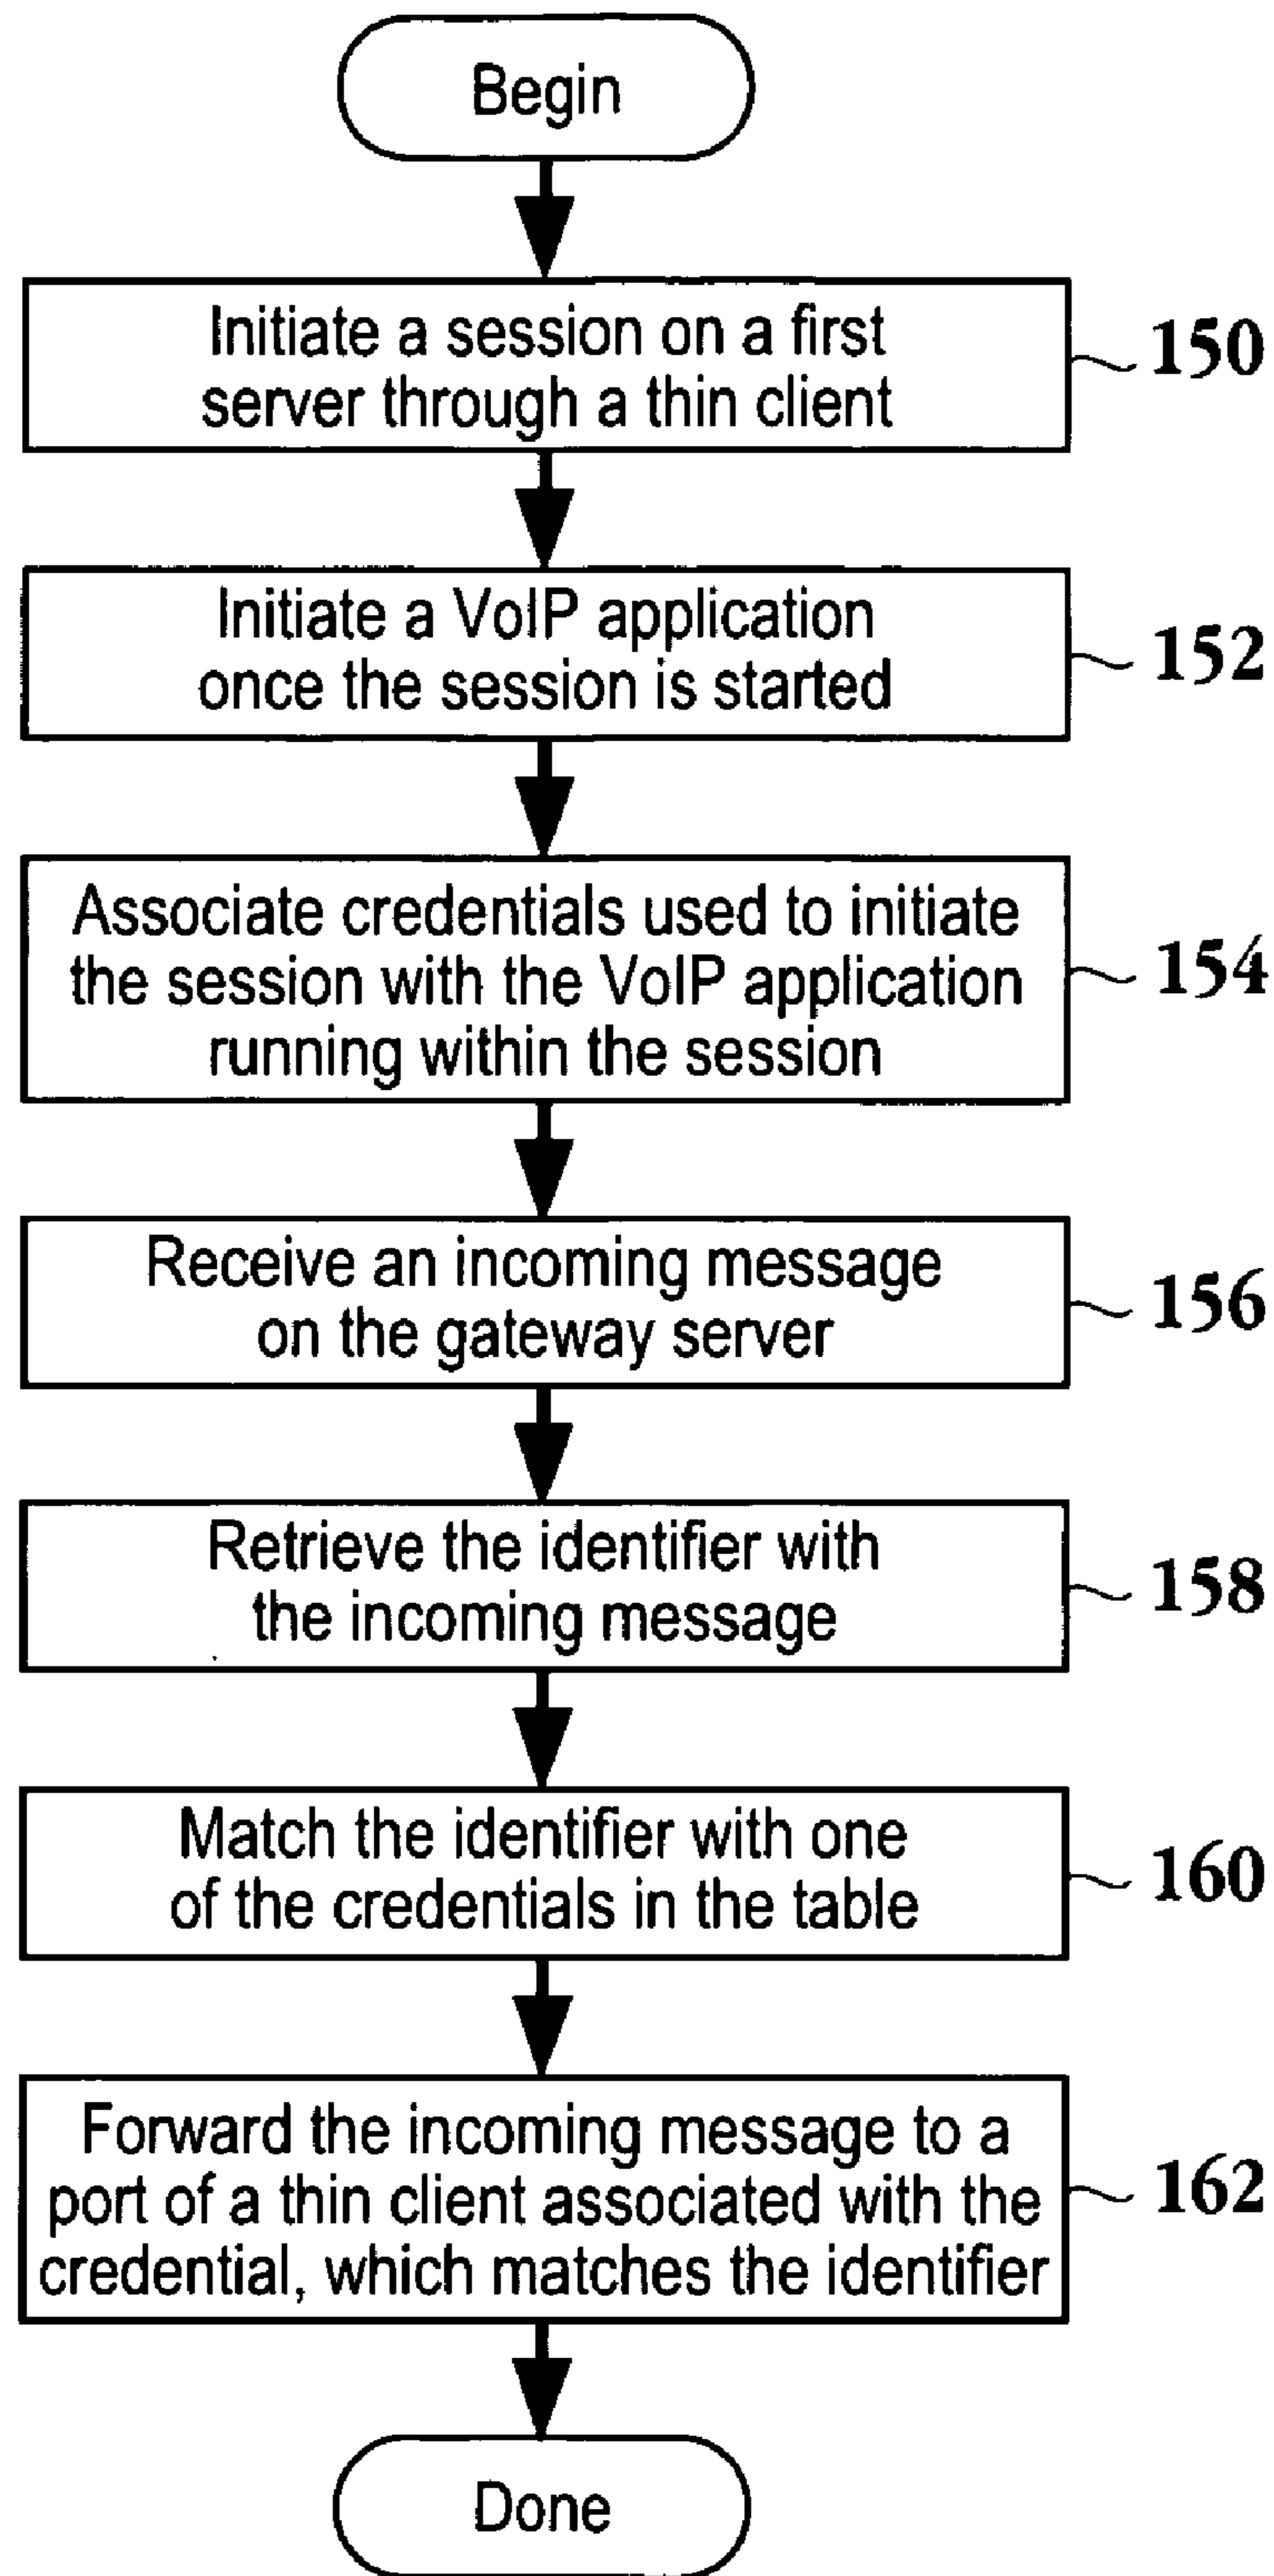 Begin
Initiate a session on a first
server through a thin client
150
Initiate a VoIP application
once the session is started
152
Associate credentials used to initiate
the session with the VoIP application
running within the session
154
Receive an incoming message
on the gateway server
156
Retrieve the identifier with
the incoming message
158
Match the identifier with one
of the credentials in the table
160
Forward the incoming message to a
port of a thin client associated with the
credential, which matches the identifier
162
Done